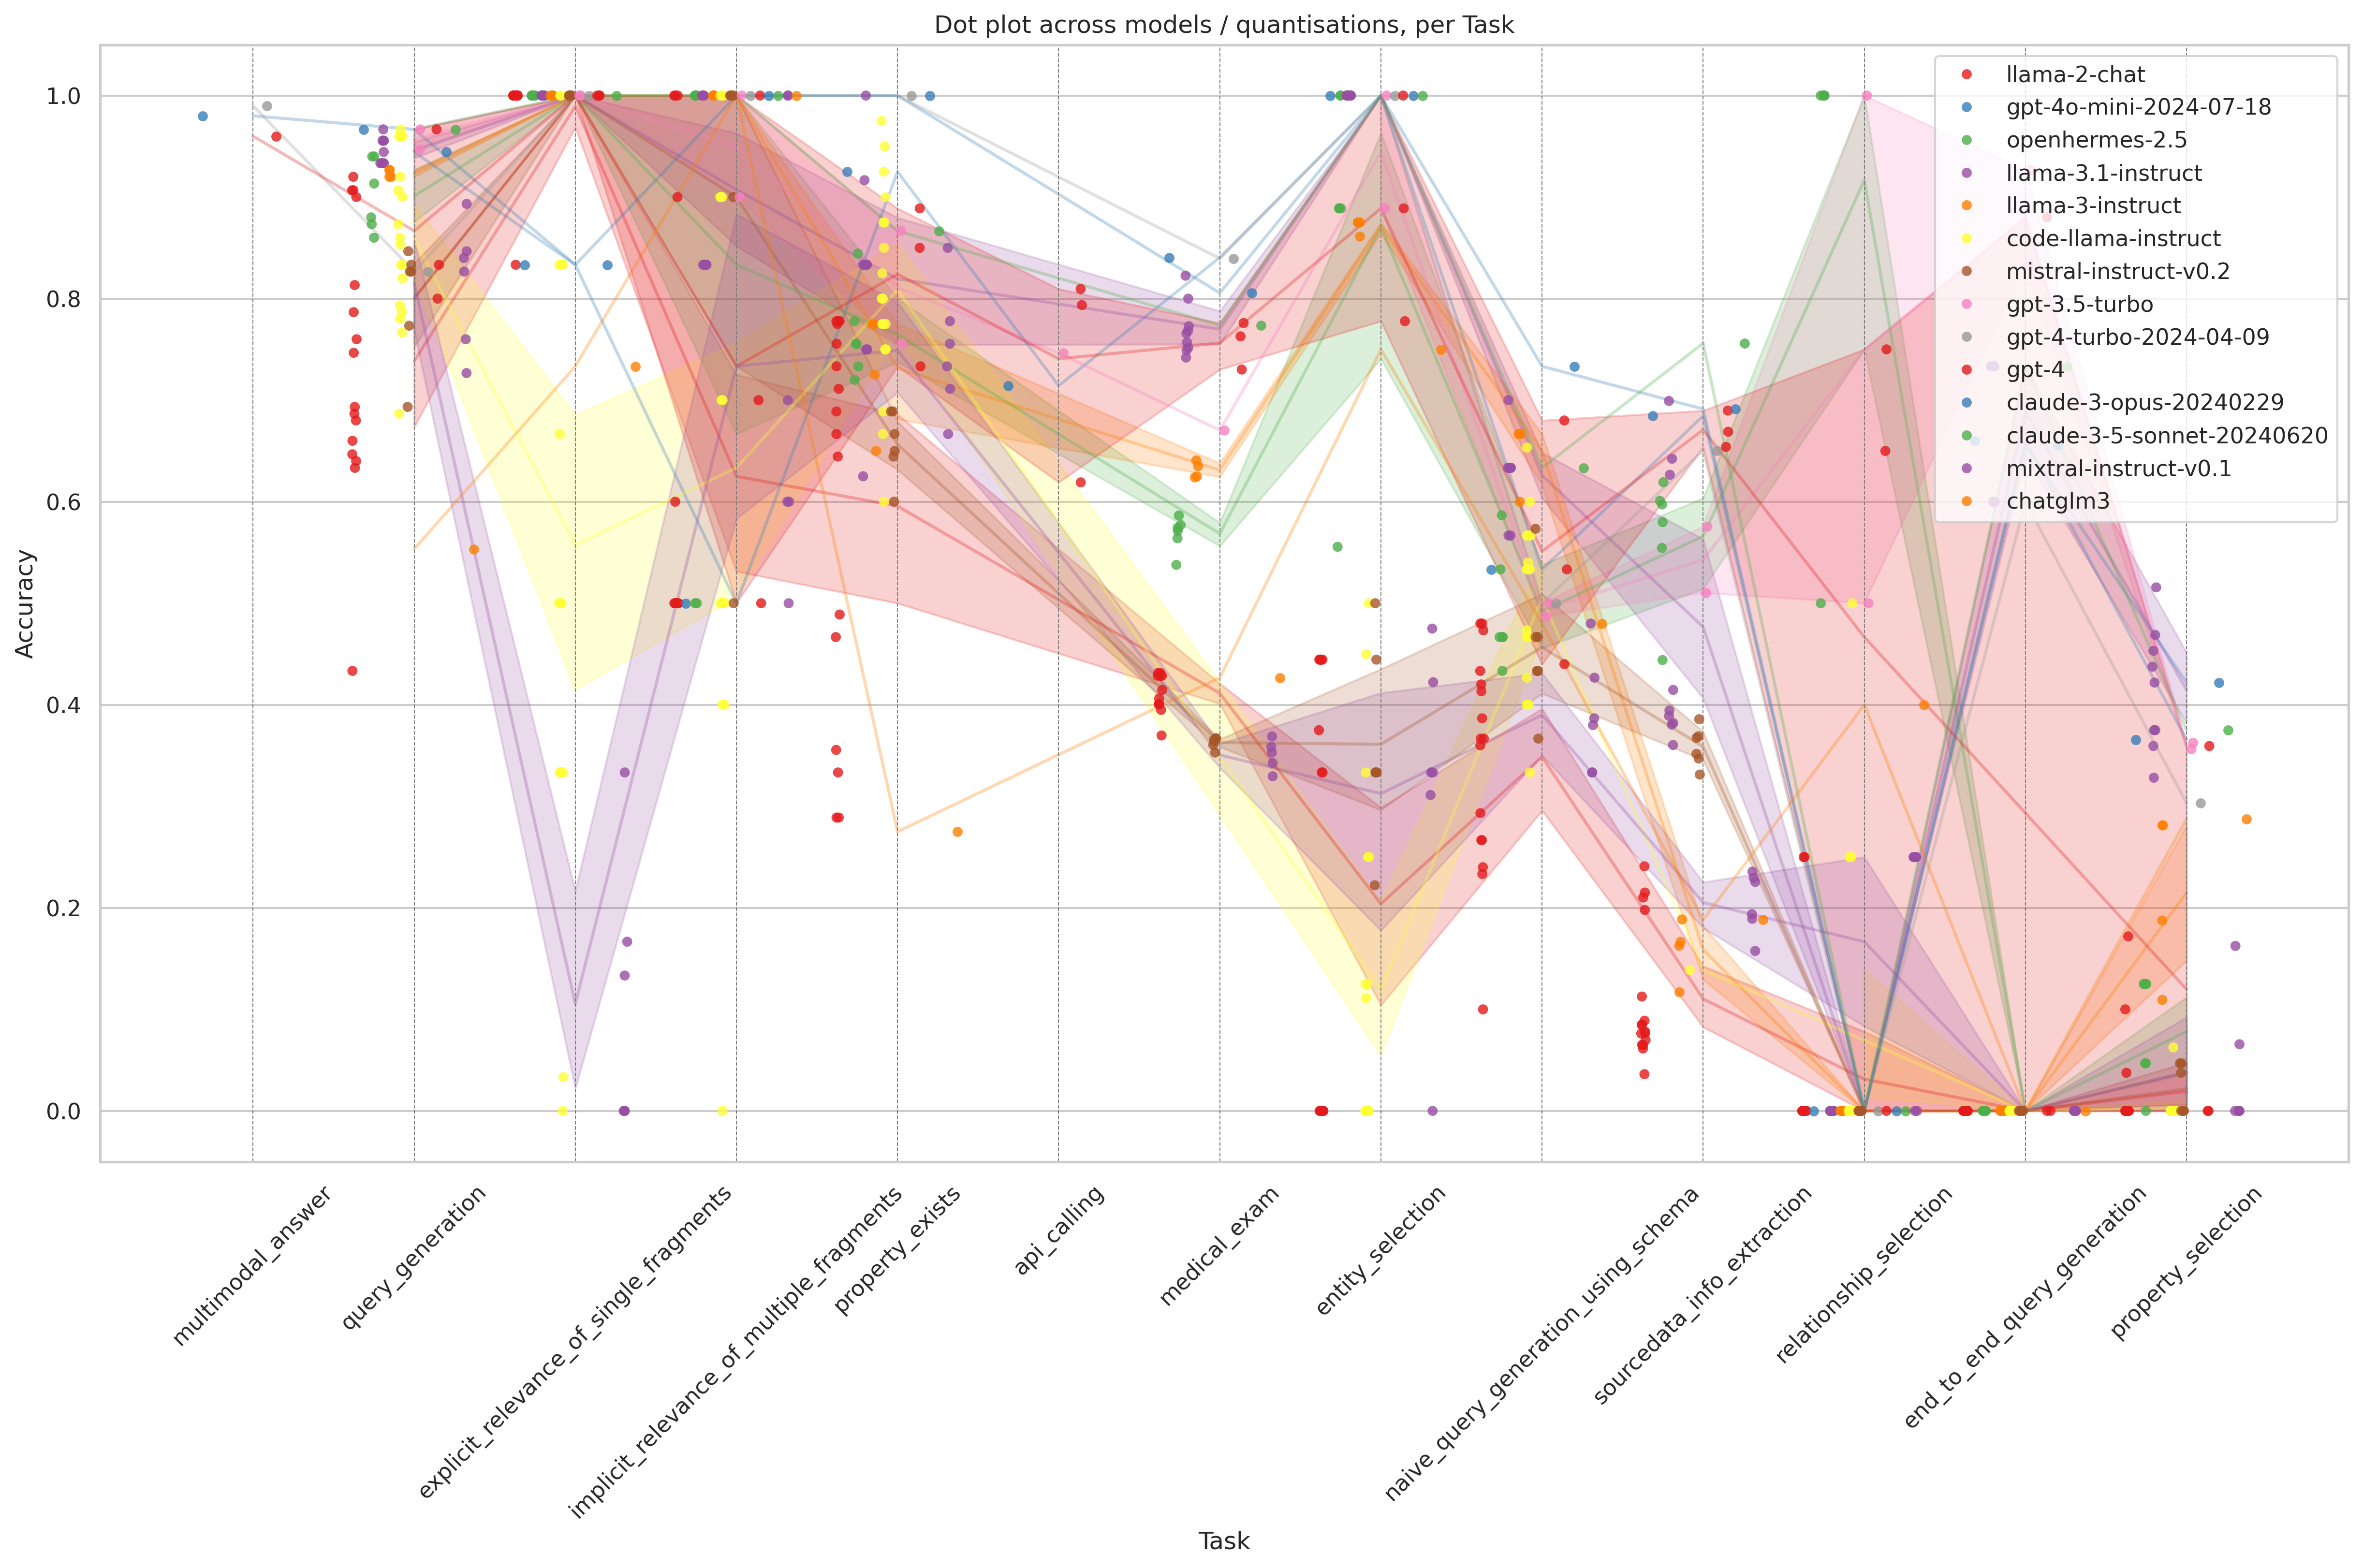 Dot plot across models / quantisations, per Task
Accuracy
1.0
0.8
0.6
0.4
0.2
0.0
llama-2-chat
gpt-4o-mini-2024-07-18
openhermes-2.5
llama-3.1-instruct
llama-3-instruct
code-llama-instruct
mistral-instruct-v0.2
gpt-3.5-turbo
gpt-4-turbo-2024-04-09
gpt-4
claude-3-opus-20240229
claude-3-5-sonnet-20240620
mixtral-instruct-v0.1
chatglm3
multimodal_answer
query_generation
explicit_relevance_of_single_fragments
implicit_relevance_of_multiple_fragments
property_exists
api_calling
medical_exam
entity_selection
naive_query_generation_using_schema
sourcedata_info_extraction
relationship_selection
end_to_end_query_generation
property_selection
Task